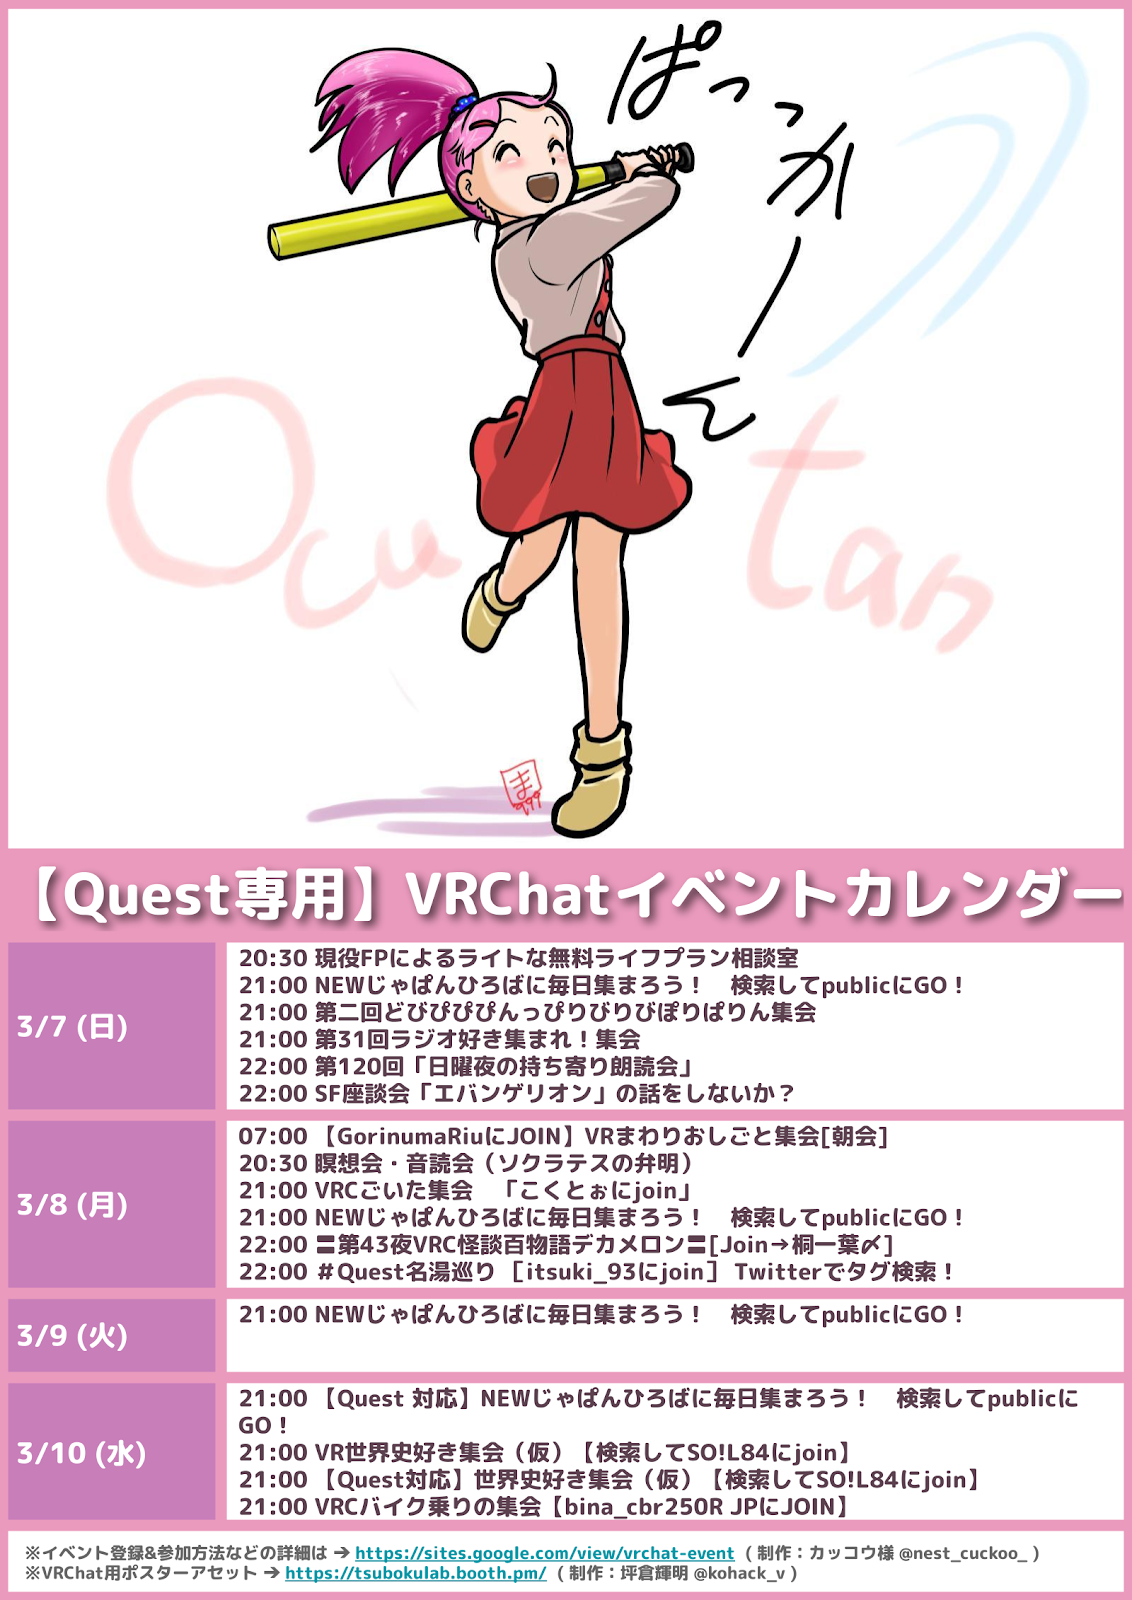 ぱっっかーん
Ocu tan
ま
999
【Quest専用】VRChatイベントカレンダー
3/7 (日)
20:30 現役FPによるライトな無料ライフプラン相談室
21:00 NEWじゃぱんひろばに毎日集まろう！　検索してpublicにGO！
21:00 第二回どびぴぴぴんっぴりびりびぽりぱりん集会
21:00 第31回ラジオ好き集まれ！集会
22:00 第120回「日曜夜の持ち寄り朗読会」
22:00 SF座談会「エバンゲリオン」の話をしないか？
3/8 (月)
07:00 【GorinumaRiuにJOIN】VRまわりおしごと集会[朝会]
20:30 瞑想会・音読会（ソクラテスの弁明）
21:00 VRCごいた集会　「こくとぉにjoin」
21:00 NEWじゃぱんひろばに毎日集まろう！　検索してpublicにGO！
22:00 〓第43夜VRC怪談百物語デカメロン〓[Join→桐一葉〆]
22:00 ＃Quest名湯巡り ［itsuki_93にjoin］ Twitterでタグ検索！
3/9 (火)
21:00 NEWじゃぱんひろばに毎日集まろう！　検索してpublicにGO！
3/10 (水)
21:00 【Quest 対応】NEWじゃぱんひろばに毎日集まろう！　検索してpublicに
GO！
21:00 VR世界史好き集会（仮）【検索してSO!L84にjoin】
21:00 【Quest対応】世界史好き集会（仮）【検索してSO!L84にjoin】
21:00 VRCバイク乗りの集会【bina_cbr250R JPにJOIN】
※イベント登録&参加方法などの詳細は ➔ https://sites.google.com/view/vrchat-event （ 制作：カッコウ様 @nest_cuckoo_ ）
※VRChat用ポスターアセット ➔ https://tsubokulab.booth.pm/ （ 制作：坪倉輝明 @kohack_v ）